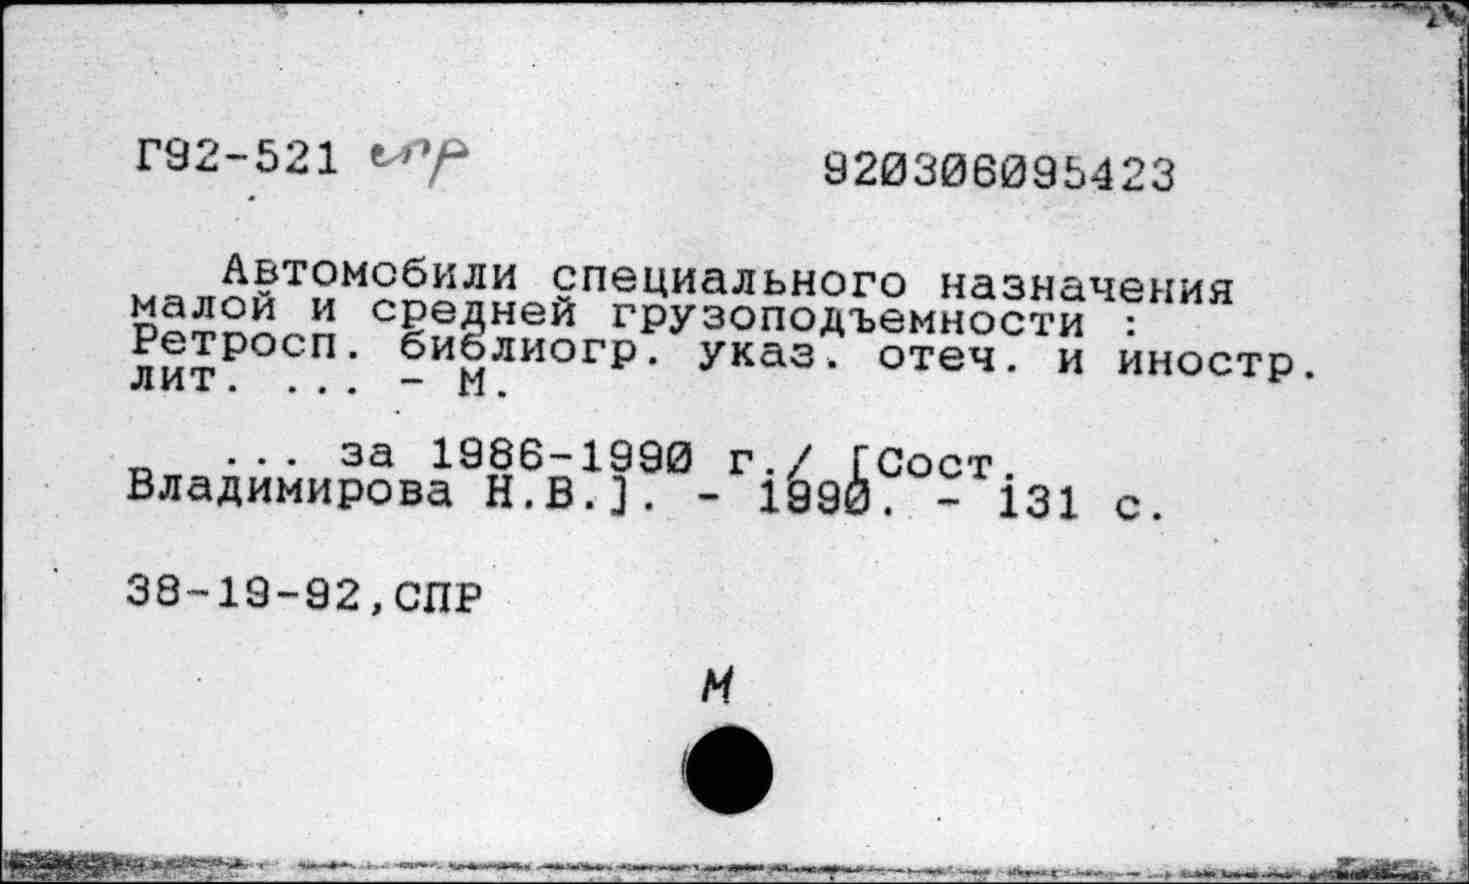 Г92-521 спр
920306095423
Автомобили специального назначения
малой и средней грузоподъемности :
Ретросп. библиогр. указ. отеч. и иностр.
лит. ... - М.
... за 1986-1990 г./ [Сост.
Владимирова Н.В.]. - 1990. - 131 с.
38-19-92,СПР
М